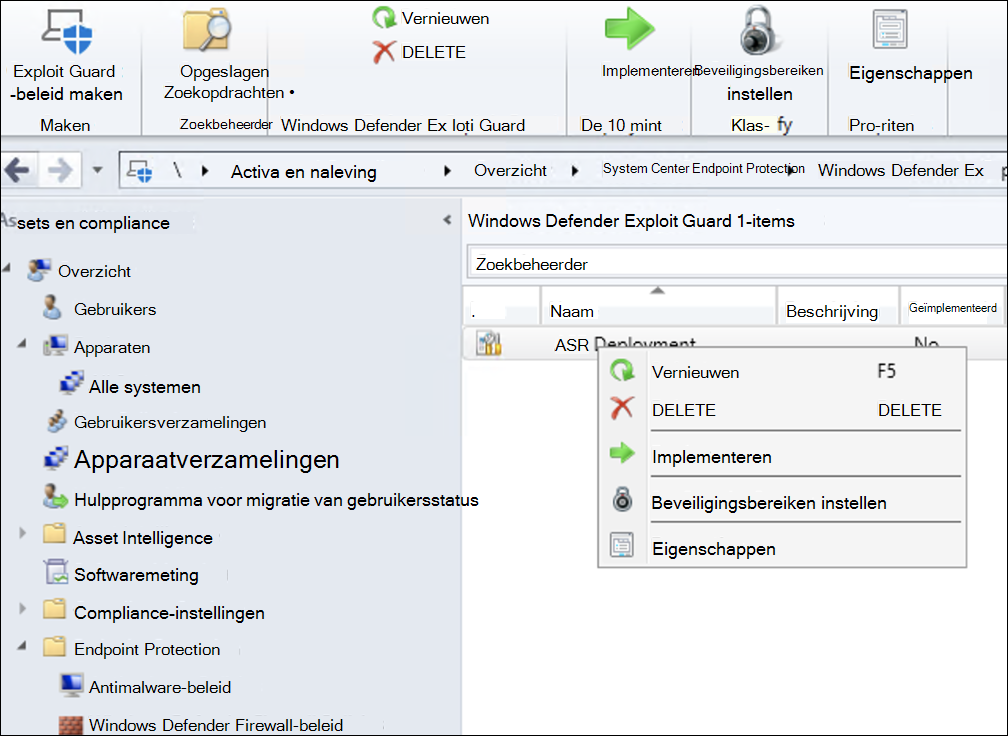 Exploit Guard
-beleid maken
Maken
Opgeslagen
Zoekopdrachten •
Zoekbeheerder
Vernieuwen
DELETE
Windows Defender Ex loti Guard
Implementeren
De 10 mint
Beveiligingsbereiken
instellen
Klas- fy
Eigenschappen
Pro-riten
\ Activa en naleving Overzicht System Center Endpoint Protection Windows Defender Ex p
Assets en compliance
Overzicht
Gebruikers
Apparaten
Alle systemen
Gebruikersverzamelingen
Apparaatverzamelingen
Hulpprogramma voor migratie van gebruikersstatus
Asset Intelligence
Softwaremeting
Compliance-instellingen
Endpoint Protection
Antimalware-beleid
Windows Defender Firewall-beleid
Windows Defender Exploit Guard 1-items
Zoekbeheerder
. Naam Beschrijving Geïmplementeerd
ASR Deployment No
Vernieuwen F5
DELETE DELETE
Implementeren
Beveiligingsbereiken instellen
Eigenschappen